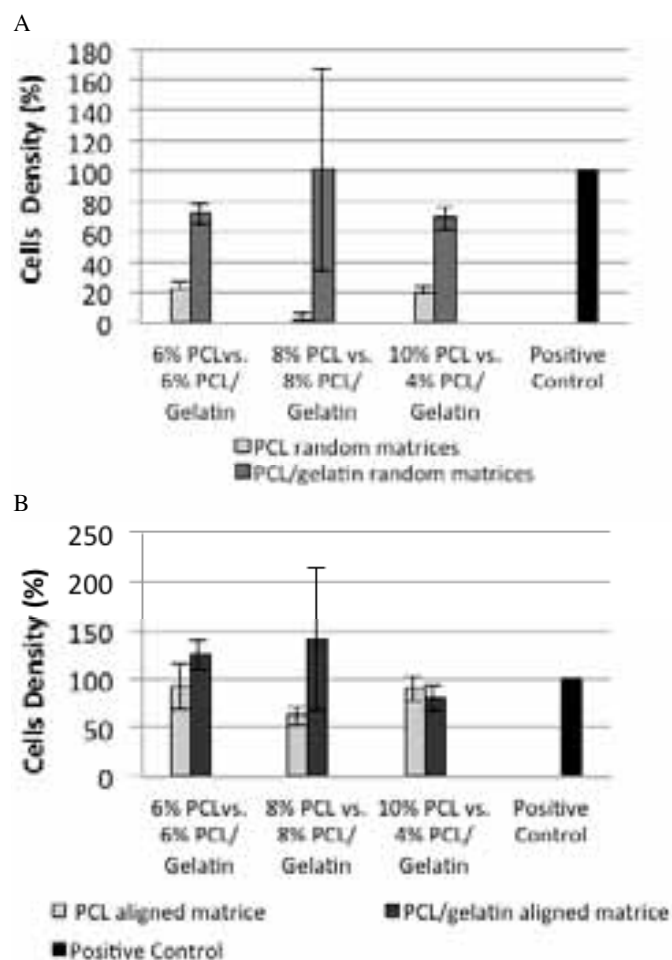 A
180
160
140
120
100
80
60
40
20
0
Cells Density (%)
6% PCLvs. 8% PCL vs. 10% PCL vs. Positive
6% PCL/ 8% PCL/ 4% PCL/ Control
Gelatin Gelatin Gelatin
PCL random matrices
PCL/gelatin random matrices
B
250
200
150
100
50
0
Cells Density (%)
6% PCLvs. 8% PCL vs. 10% PCL vs. Positive
6% PCL/ 8% PCL/ 4% PCL/ Control
Gelatin Gelatin Gelatin
PCL aligned matrice PCL/gelatin aligned matrice
Positive Control